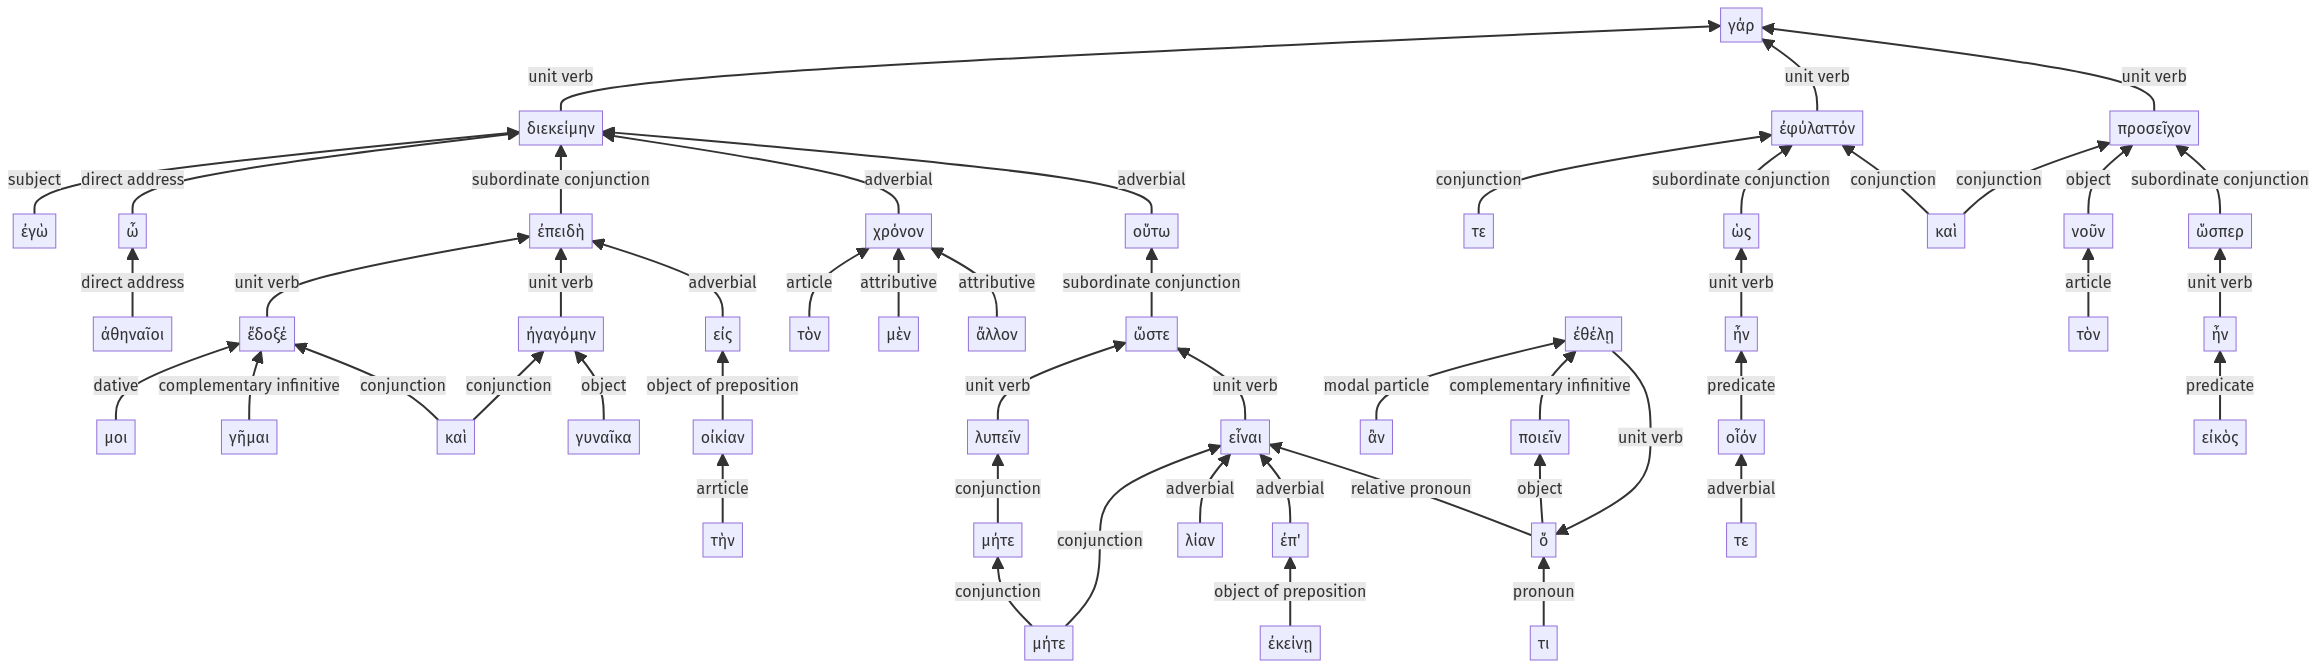 γάρ
unit verb unit verb unit verb
διεκείμην ἐφύλαττόν προσεῖχον
subject direct address subordinate conjunction adverbial adverbial conjunction subordinate conjunction conjunction conjunction object subordinate conjunction
ἐγὼ ὦ ἐπειδὴ χρόνον οὕτω τε ὡς καὶ νοῦν ὥσπερ
direct address unit verb unit verb adverbial article attributive attributive subordinate conjunction unit verb article unit verb
ἀθηναῖοι ἔδοξέ ἠγαγόμην εἰς τὸν μὲν ἄλλον ὥστε ἐθέλῃ ἦν τὸν ἦν
dative complementary infinitive conjunction conjunction object object of preposition unit verb unit verb modal particle complementary infinitive predicate predicate
μοι γῆμαι καὶ γυναῖκα οἰκίαν λυπεῖν εἶναι ἂν ποιεῖν unit verb οἷόν εἰκὸς
arrticle conjunction adverbial adverbial relative pronoun object adverbial
τὴν μήτε conjunction λίαν ἐπ' ὅ τε
conjunction object of preposition pronoun
μήτε ἐκείνῃ τι